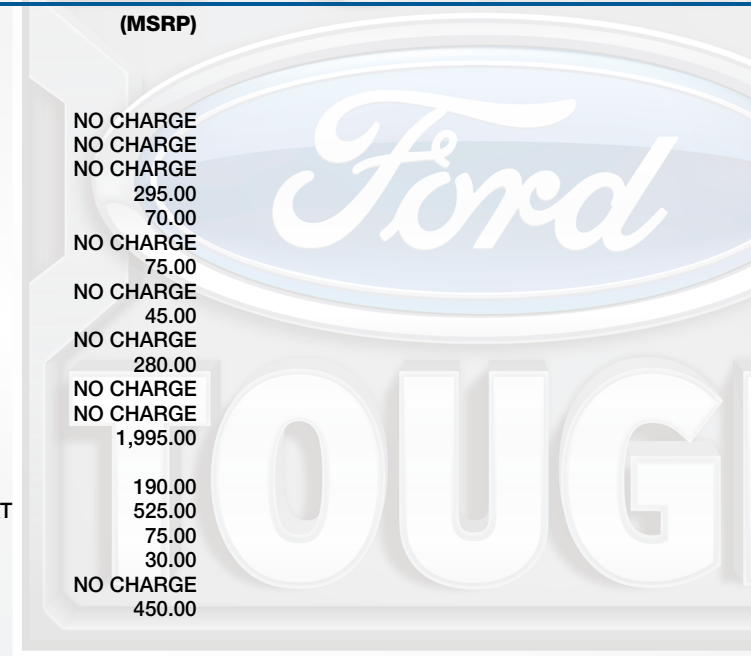 (MSRP)
NO CHARGE
NO CHARGE
NO CHARGE
295.00
70.00
NO CHARGE
75.00
NO CHARGE
45.00
NO CHARGE
280.00
NO CHARGE
NO CHARGE
1,995.00
190.00
T 525.00
75.00
30.00
NO CHARGE
450.00
Ford
TOUG